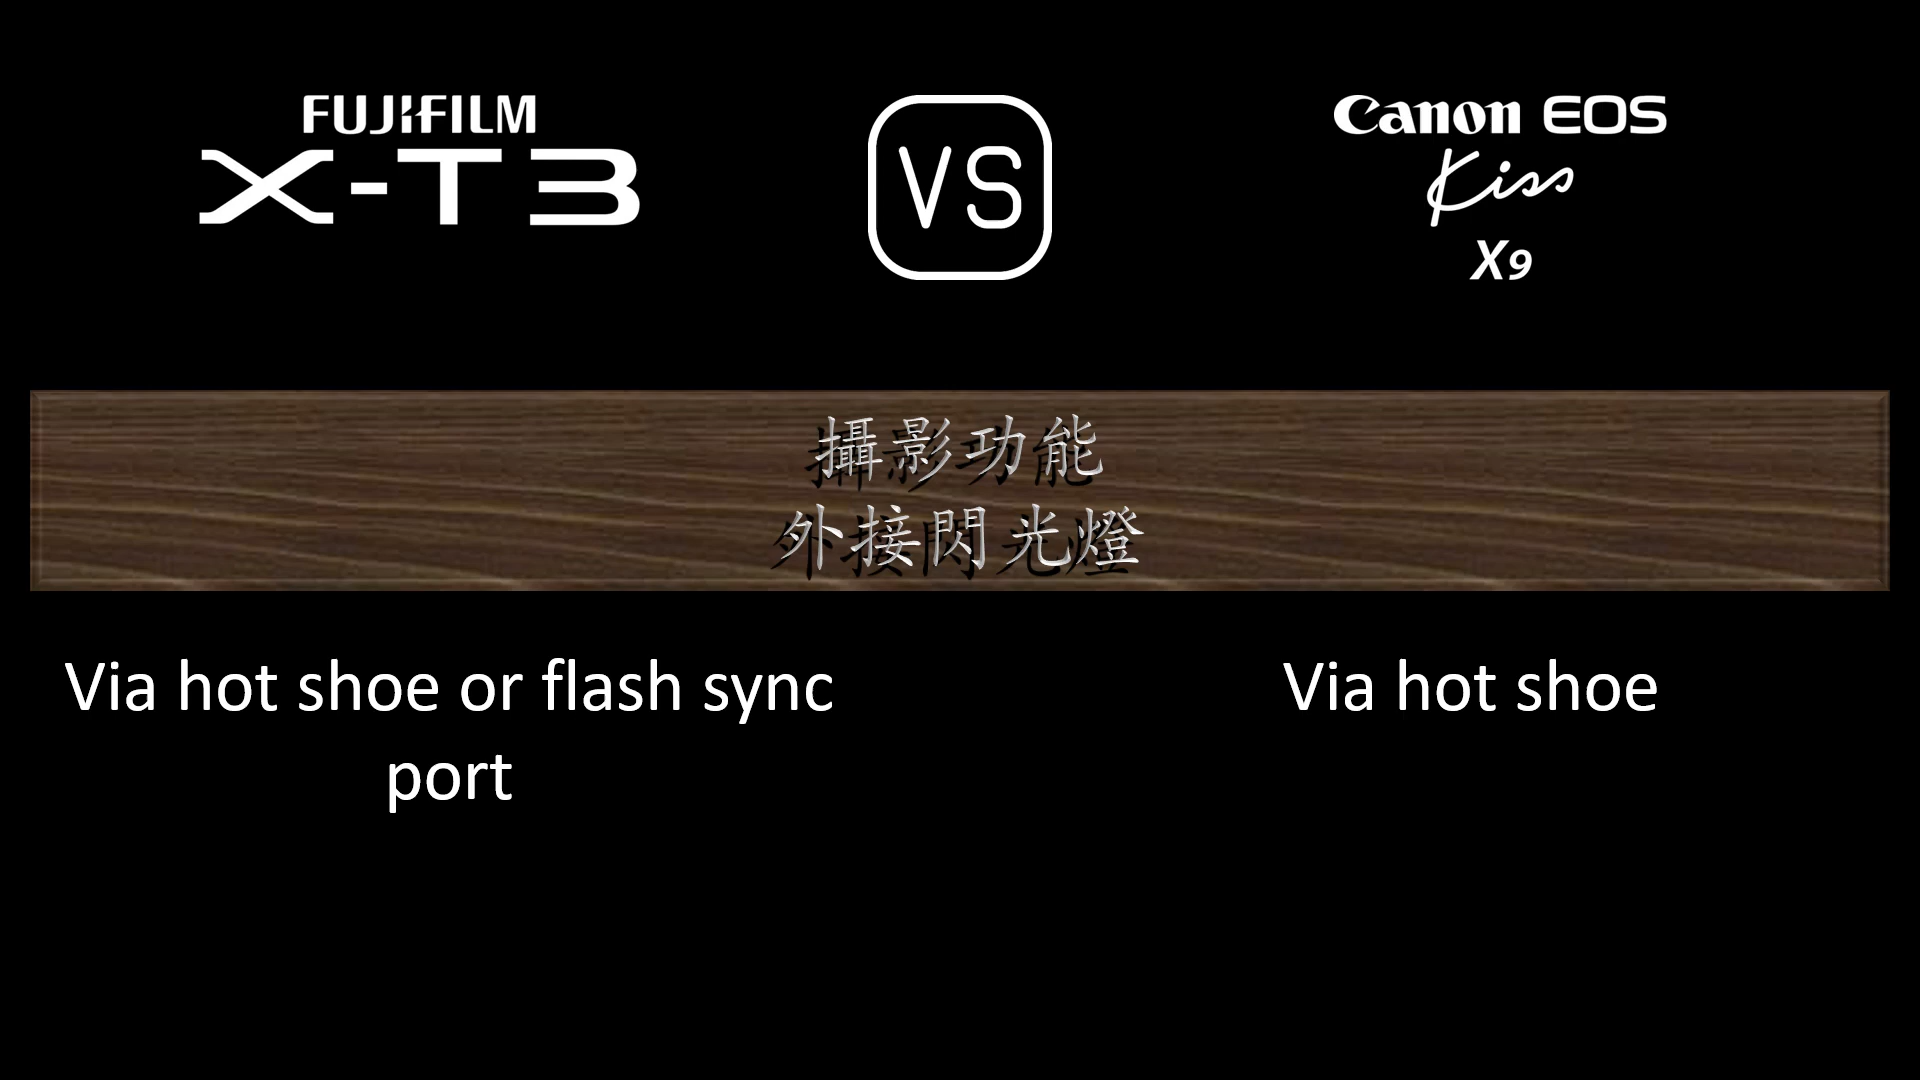 FUJIFILM
X-T3
VS
Canon EOS
Kiss
X9
攝影功能
外接閃光燈
Via hot shoe or flash sync
port
Via hot shoe